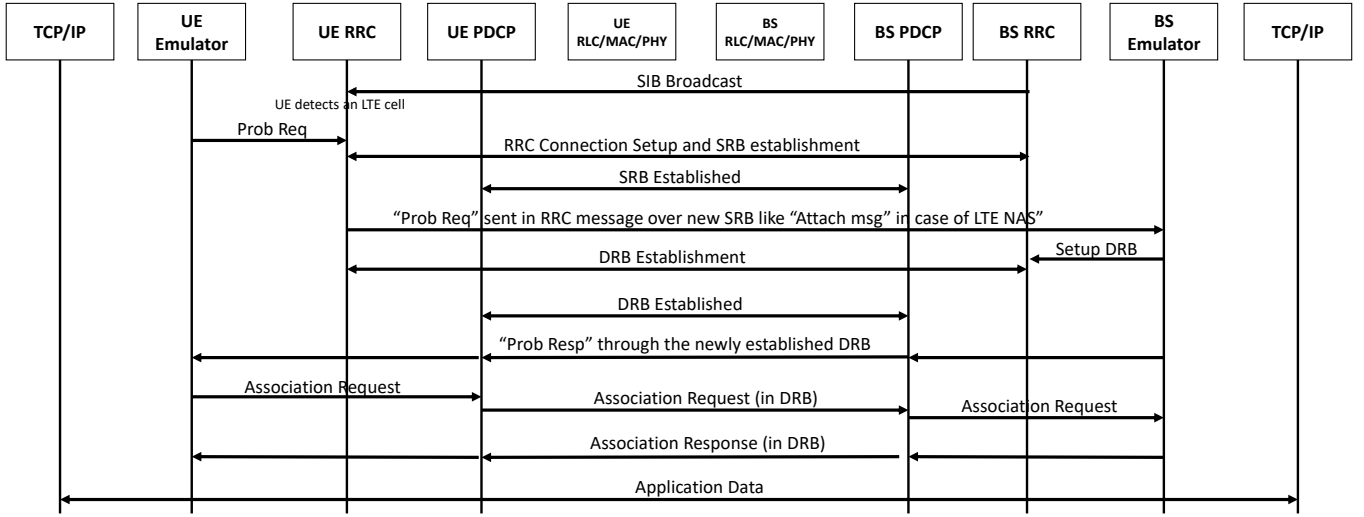 TCP/IP
UE
Emulator
UE RRC
UE PDCP
UE
RLC/MAC/PHY
BS
RLC/MAC/PHY
BS PDCP
BS RRC
BS
Emulator
TCP/IP
SIB Broadcast
UE detects an LTE cell
Prob Req
RRC Connection Setup and SRB establishment
SRB Established
“Prob Req” sent in RRC message over new SRB like “Attach msg” in case of LTE NAS”
Setup DRB
DRB Establishment
DRB Established
“Prob Resp” through the newly established DRB
Association Request
Association Request (in DRB)
Association Request
Association Response (in DRB)
Application Data